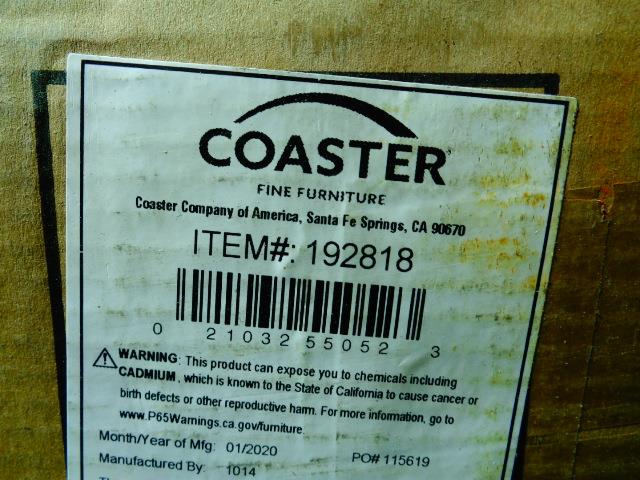 COASTER
FINE FURNITURE
Coaster Company of America, Santa Fe Springs, CA 90670
ITEM#: 192818
0 21032 55052 3
WARNING: This product can expose you to chemicals including
CADMIUM, which is known to the State of California to cause cancer or
birth defects or other reproductive harm. For more information, go to
www.P65Warnings.ca.gov/furniture.
Month/Year of Mfg: 01/2020
Manufactured By: 1014 PO# 115619